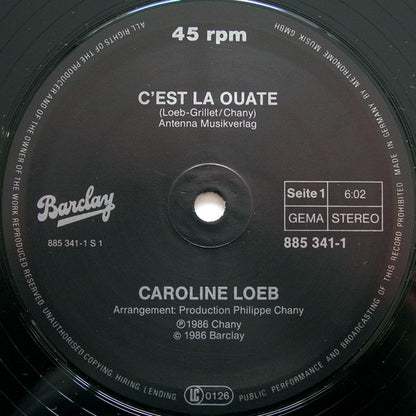 45 rpm
C'EST LA OUATE
(Loeb-Grillet/Chany)
Antenna Musikverlag
Barclay
885 341-1 S 1
Seite 1 6:02
GEMA STEREO
885 341-1
CAROLINE LOEB
Arrangement: Production Philippe Chany
℗ 1986 Chany
© 1986 Barclay
LC 0126
ALL RIGHTS OF THE PRODUCER AND OF THE OWNER OF THE WORK REPRODUCED RESERVED. UNAUTHORISED COPYING HIRING LENDING PUBLIC PERFORMANCE AND BROADCASTING OF THIS RECORD PROHIBITED MADE IN GERMANY BY METRONOME MUSIK GMBH